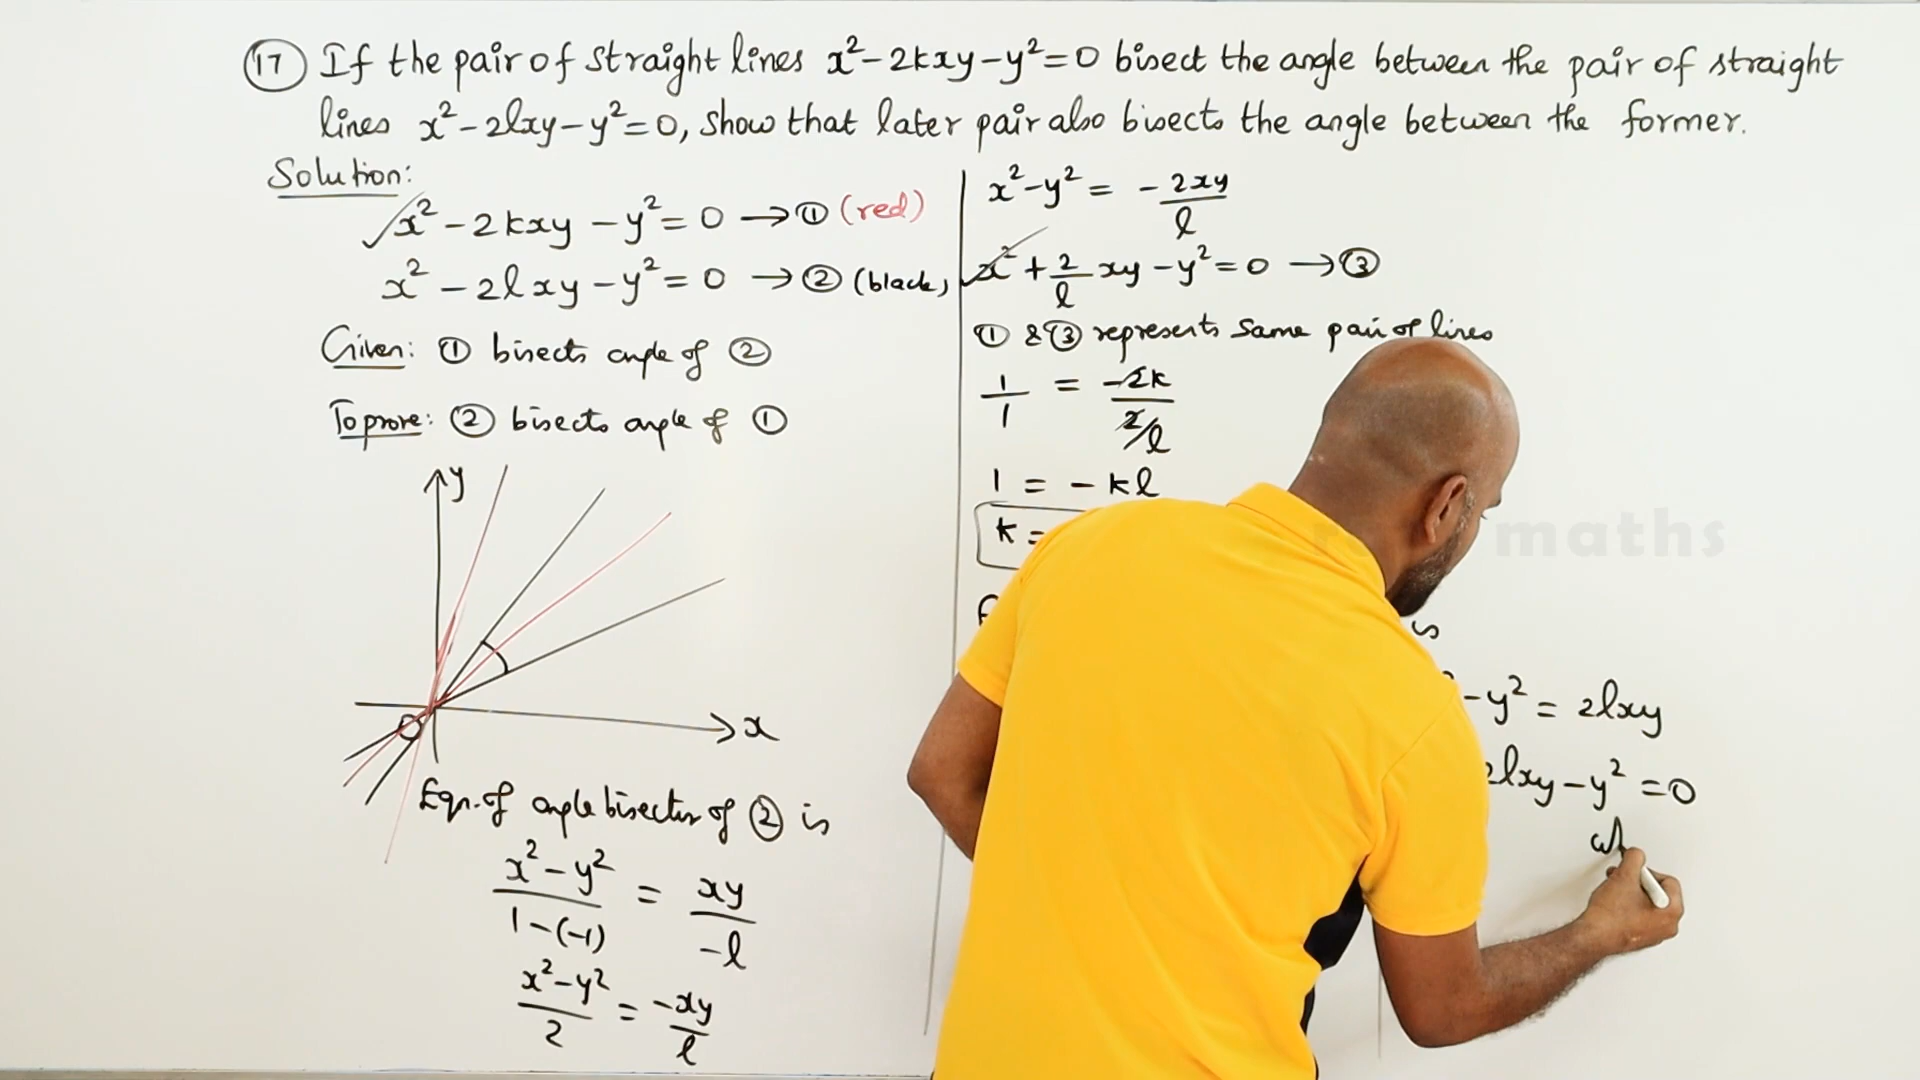 17 If the pair of straight lines x²-2kxy-y²=0 bisect the angle between the pair of straight
lines x²-2lxy-y²=0, show that later pair also bisects the angle between the former.
Solution:
x²-2kxy-y²=0 → ① (red)
x²-2lxy-y²=0 → ② (black)
Given: ① bisects angle of ②
To prove: ② bisects angle of ①
y
x
Eqn. of angle bisector of ② is
(x²-y²)/(1-(-1)) = xy/(-l)
(x²-y²)/2 = -xy/l
x²-y² = -2xy/l
x²+(2/l)xy-y²=0 → ③
① & ③ represents same pair of lines
1/1 = -2k/(2/l)
1 = -kl
k =
-y² = 2lxy
2lxy-y²=0
maths